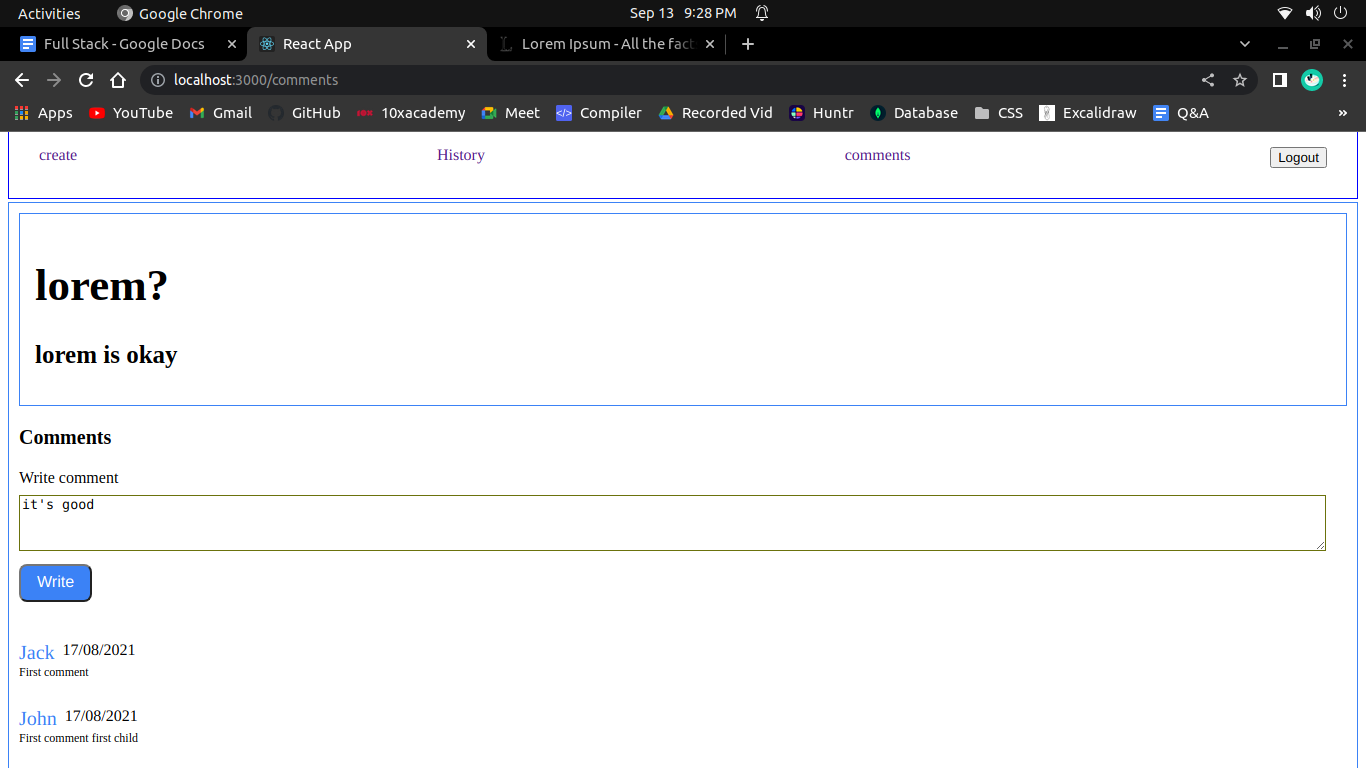 Activities Google Chrome Sep 13 9:28 PM
Full Stack - Google Docs React App Lorem Ipsum - All the fact
localhost:3000/comments
Apps YouTube Gmail GitHub 10xacademy Meet Compiler Recorded Vid Huntr Database CSS Excalidraw Q&A »
create History comments Logout
lorem?
lorem is okay
Comments
Write comment
it's good
Write
Jack 17/08/2021
First comment
John 17/08/2021
First comment first child